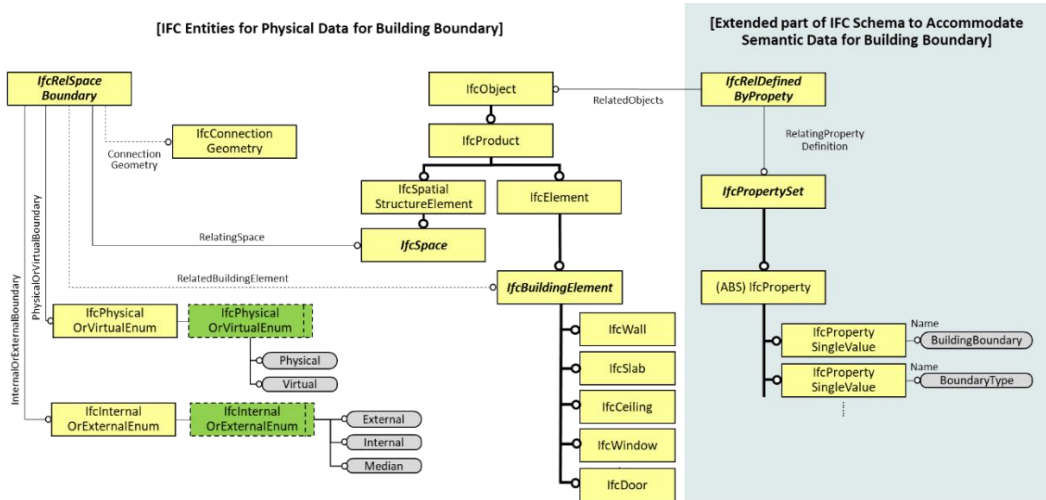 [IFC Entities for Physical Data for Building Boundary]
[Extended part of IFC Schema to Accommodate
Semantic Data for Building Boundary]
IfcRelSpace
Boundary
IfcConnection
Geometry
Connection
Geometry
IfcObject
RelatedObjects
IfcRelDefined
ByPropety
IfcProduct
RelatingProperty
Definition
IfcSpatial
StructureElement
IfcElement
IfcPropertySet
RelatingSpace
IfcSpace
RelatedBuildingElement
IfcBuildingElement
(ABS) IfcProperty
InternalOrExternalBoundary
PhysicalOrVirtualBoundary
IfcPhysical
OrVirtualEnum
IfcPhysical
OrVirtualEnum
Physical
Virtual
IfcInternal
OrExternalEnum
IfcInternal
OrExternalEnum
External
Internal
Median
IfcWall
IfcSlab
IfcCeiling
IfcWindow
IfcDoor
IfcProperty
SingleValue
Name
BuildingBoundary
IfcProperty
SingleValue
Name
BoundaryType